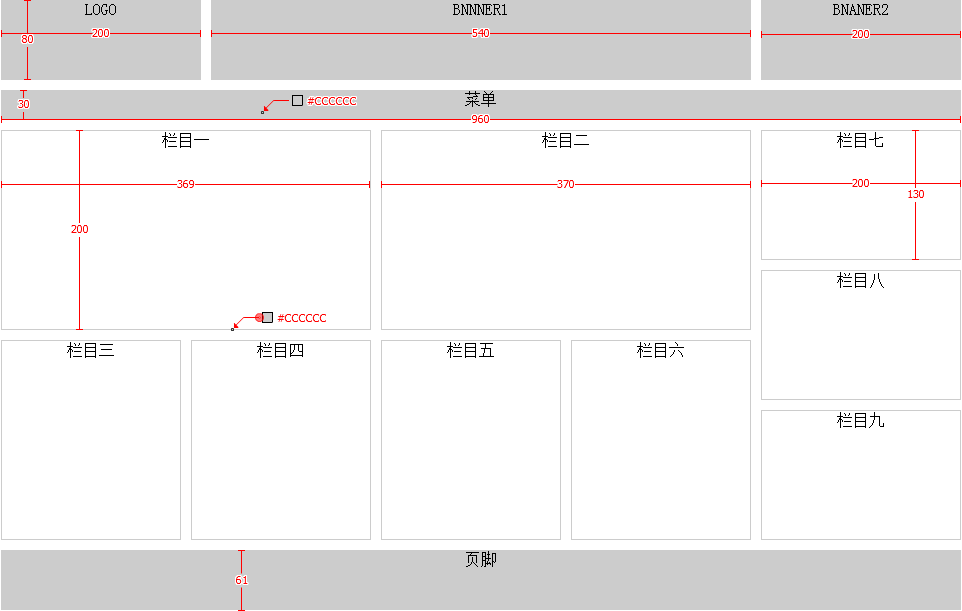 LOGO
BNNNER1
BNANER2
80
200
540
200
30
#CCCCCC
菜单
960
栏目一
栏目二
栏目七
369
370
200
130
200
栏目八
#CCCCCC
栏目三
栏目四
栏目五
栏目六
栏目九
页脚
61